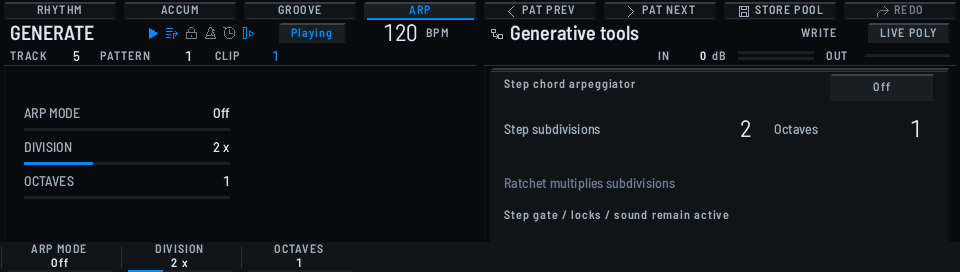 RHYTHM ACCUM GROOVE ARP PAT PREV PAT NEXT STORE POOL REDO
GENERATE Playing 120 BPM Generative tools WRITE LIVE POLY
TRACK 5 PATTERN 1 CLIP 1 IN 0 dB OUT
Step chord arpeggiator Off
ARP MODE Off
Step subdivisions 2 Octaves 1
DIVISION 2 x
OCTAVES 1
Ratchet multiplies subdivisions
Step gate / locks / sound remain active
ARP MODE DIVISION OCTAVES
Off 2 x 1